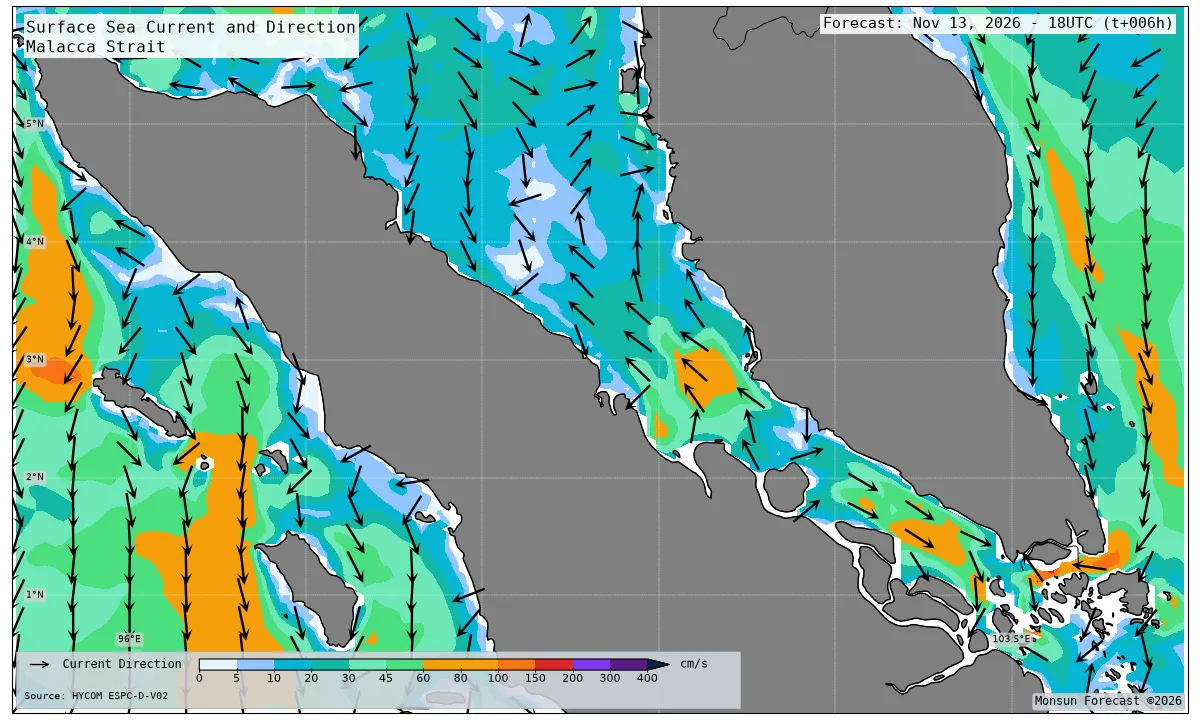 Surface Sea Current and Direction
Malacca Strait
Forecast: Nov 13, 2026 - 18UTC (t+006h)
5°N
4°N
3°N
2°N
1°N
96°E
103.5°E
Current Direction
0 5 10 20 30 45 60 80 100 150 200 300 400
cm/s
Source: HYCOM ESPC-D-V02
Monsun Forecast ©2026